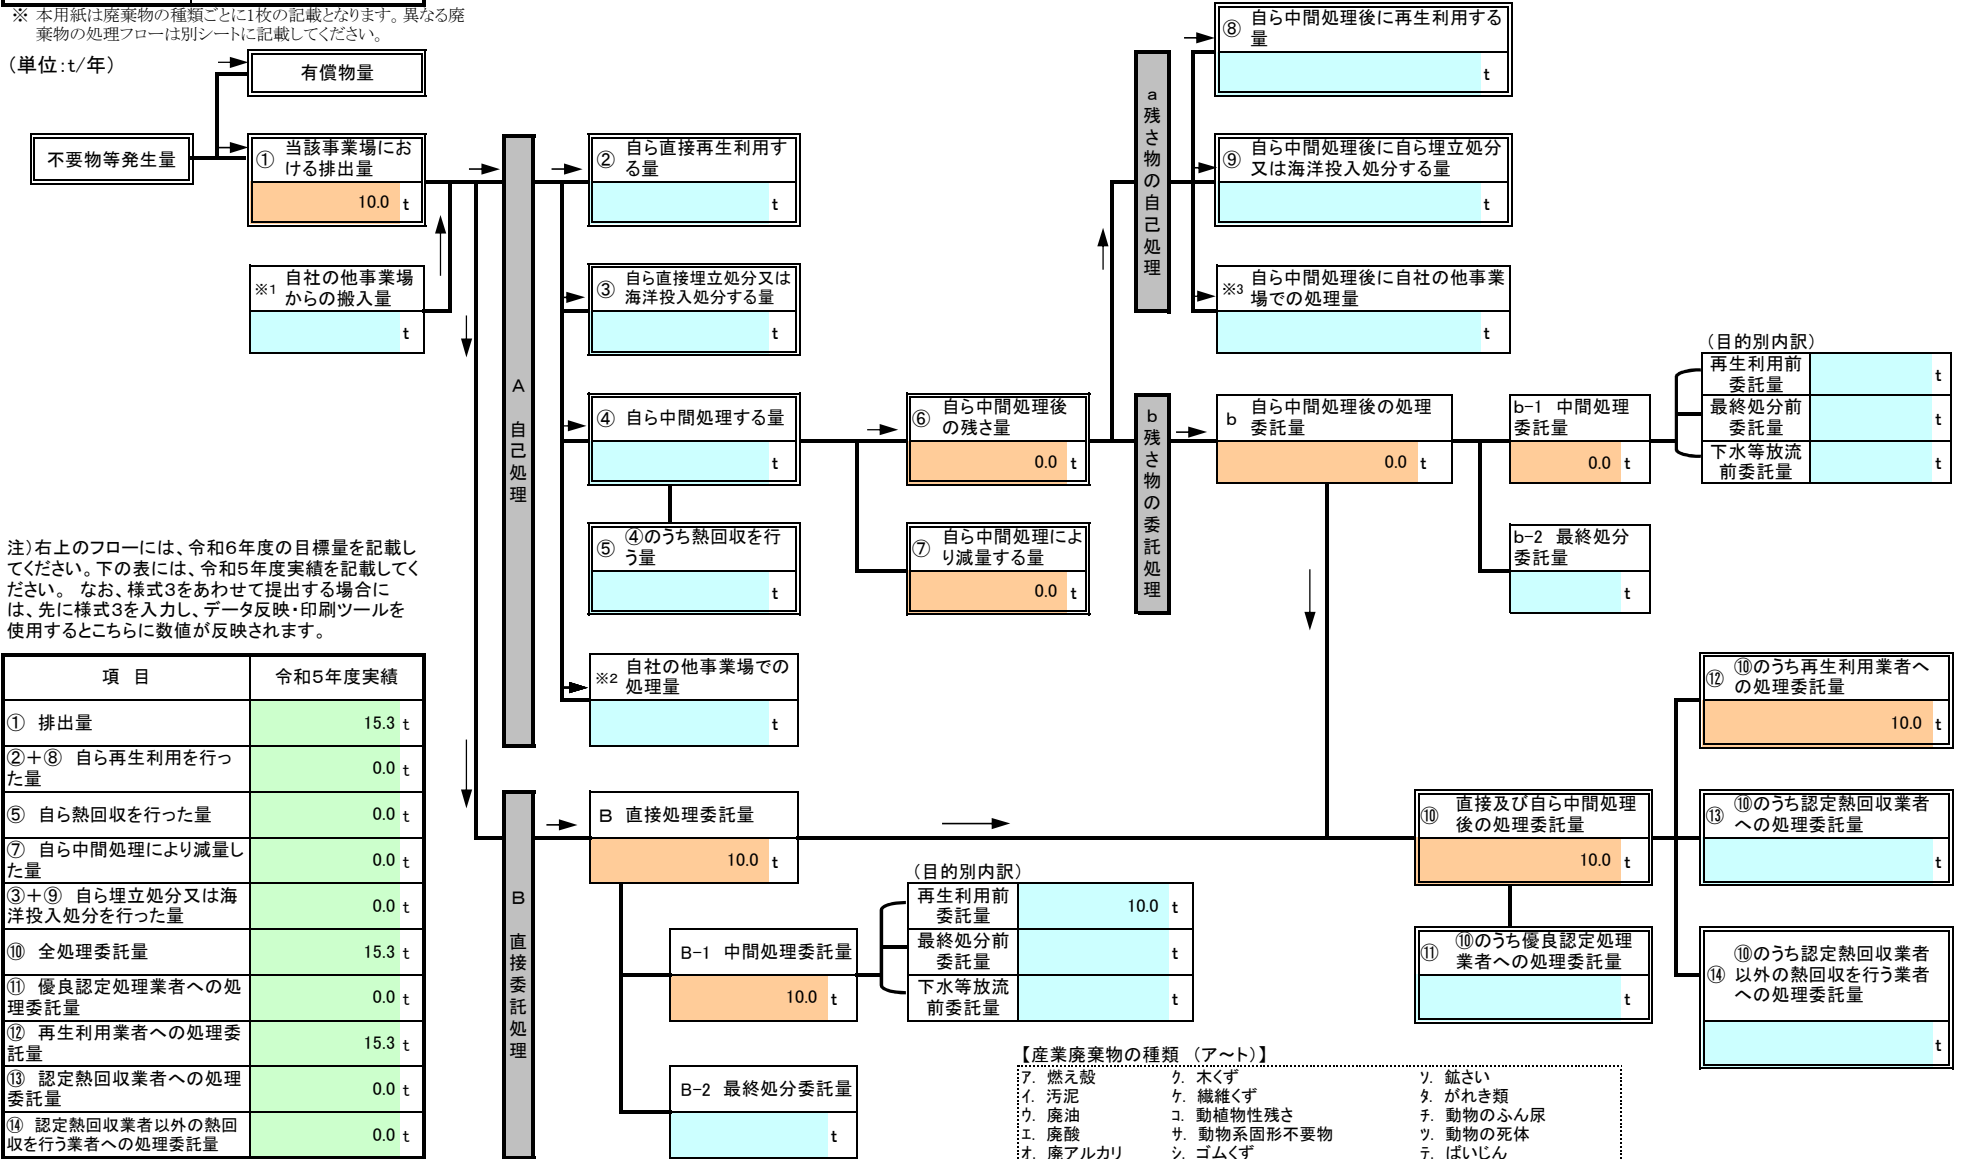 ※ 本用紙は廃棄物の種類ごとに1枚の記載となります。異なる廃
棄物の処理フローは別シートに記載してください。
（単位：t/年）
有償物量
不要物等発生量
① 当該事業場にお
ける排出量
10.0 t
※1 自社の他事業場
からの搬入量
t
A 自己処理
② 自ら直接再生利用す
る量
t
③ 自ら直接埋立処分又は
海洋投入処分する量
t
④ 自ら中間処理する量
t
⑤ ④のうち熱回収を行
う量
t
※2 自社の他事業場での
処理量
t
⑥ 自ら中間処理後
の残さ量
0.0 t
⑦ 自ら中間処理によ
り減量する量
0.0 t
a 残さ物の自己処理
⑧ 自ら中間処理後に再生利用する
量
t
⑨ 自ら中間処理後に自ら埋立処分
又は海洋投入処分する量
t
※3 自ら中間処理後に自社の他事業
場での処理量
t
b 残さ物の委託処理
b 自ら中間処理後の処理
委託量
0.0 t
b-1 中間処理
委託量
0.0 t
（目的別内訳）
再生利用前
委託量
t
最終処分前
委託量
t
下水等放流
前委託量
t
b-2 最終処分
委託量
t
注）右上のフローには、令和6年度の目標量を記載し
てください。下の表には、令和5年度実績を記載してく
ださい。 なお、様式3をあわせて提出する場合に
は、先に様式3を入力し、データ反映・印刷ツールを
使用するとこちらに数値が反映されます。
項 目 令和5年度実績
① 排出量 15.3 t
②＋⑧ 自ら再生利用を行っ
た量 0.0 t
⑤ 自ら熱回収を行った量 0.0 t
⑦ 自ら中間処理により減量し
た量 0.0 t
③＋⑨ 自ら埋立処分又は海
洋投入処分を行った量 0.0 t
⑩ 全処理委託量 15.3 t
⑪ 優良認定処理業者への処
理委託量 0.0 t
⑫ 再生利用業者への処理委
託量 15.3 t
⑬ 認定熱回収業者への処理
委託量 0.0 t
⑭ 認定熱回収業者以外の熱回
収を行う業者への処理委託量 0.0 t
B 直接委託処理
B 直接処理委託量
10.0 t
B-1 中間処理委託量
10.0 t
（目的別内訳）
再生利用前
委託量
10.0 t
最終処分前
委託量
t
下水等放流
前委託量
t
B-2 最終処分委託量
t
⑩ 直接及び自ら中間処理
後の処理委託量
10.0 t
⑪ ⑩のうち優良認定処理
業者への処理委託量
t
⑫ ⑩のうち再生利用業者へ
の処理委託量
10.0 t
⑬ ⑩のうち認定熱回収業者
への処理委託量
t
⑭ ⑩のうち認定熱回収業者
以外の熱回収を行う業者
への処理委託量
t
【産業廃棄物の種類 （ア～ト）】
ア. 燃え殻 ク. 木くず ソ. 鉱さい
イ. 汚泥 ケ. 繊維くず タ. がれき類
ウ. 廃油 コ. 動植物性残さ チ. 動物のふん尿
エ. 廃酸 サ. 動物系固形不要物 ツ. 動物の死体
オ. 廃アルカリ シ. ゴムくず テ. ばいじん